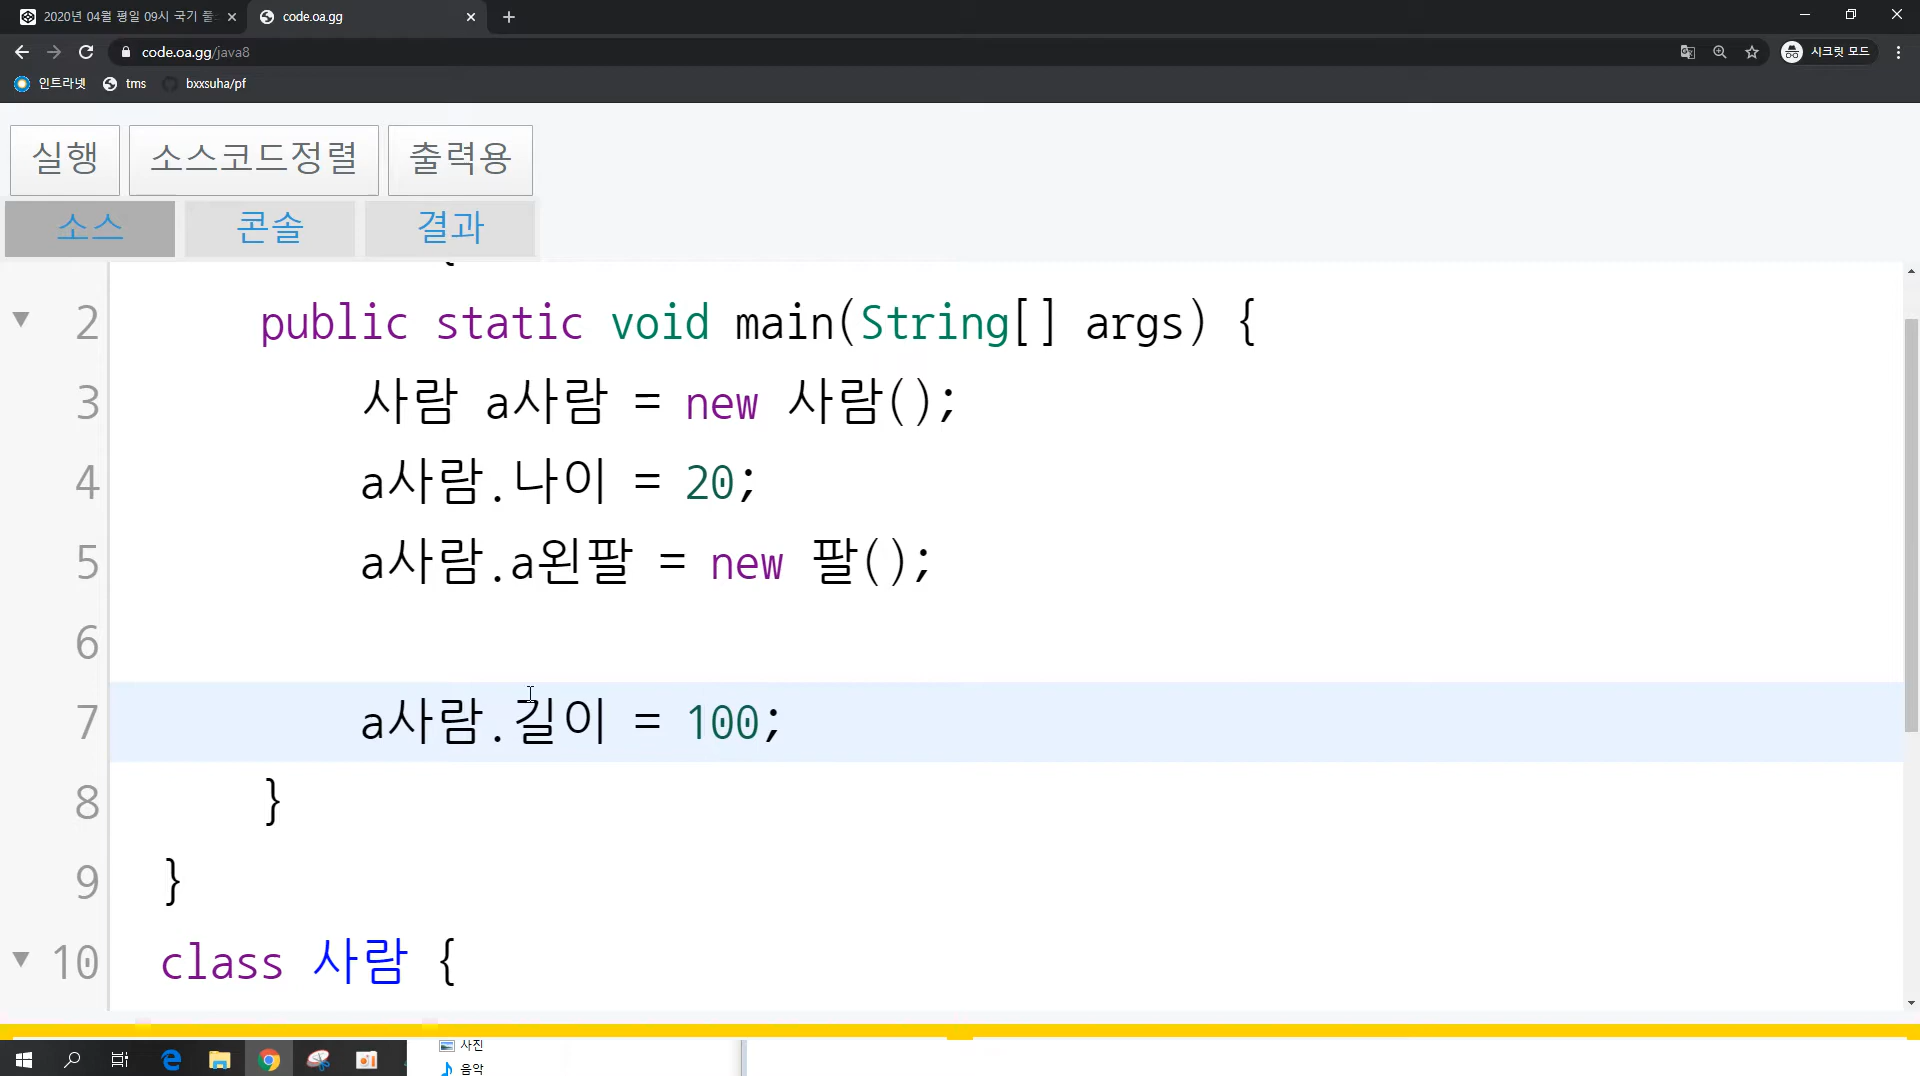 2020년 04월 평일 09시 국기
code.oa.gg
code.oa.gg/java8
시크릿 모드
인트라넷
tms
bxxsuha/pf
실행
소스코드정렬
출력용
소스
콘솔
결과
{
2 public static void main(String[] args) {
3 사람 a사람 = new 사람();
4 a사람.나이 = 20;
5 a사람.a왼팔 = new 팔();
6
7 a사람.길이 = 100;
8 }
9 }
10 class 사람 {
사진
음악